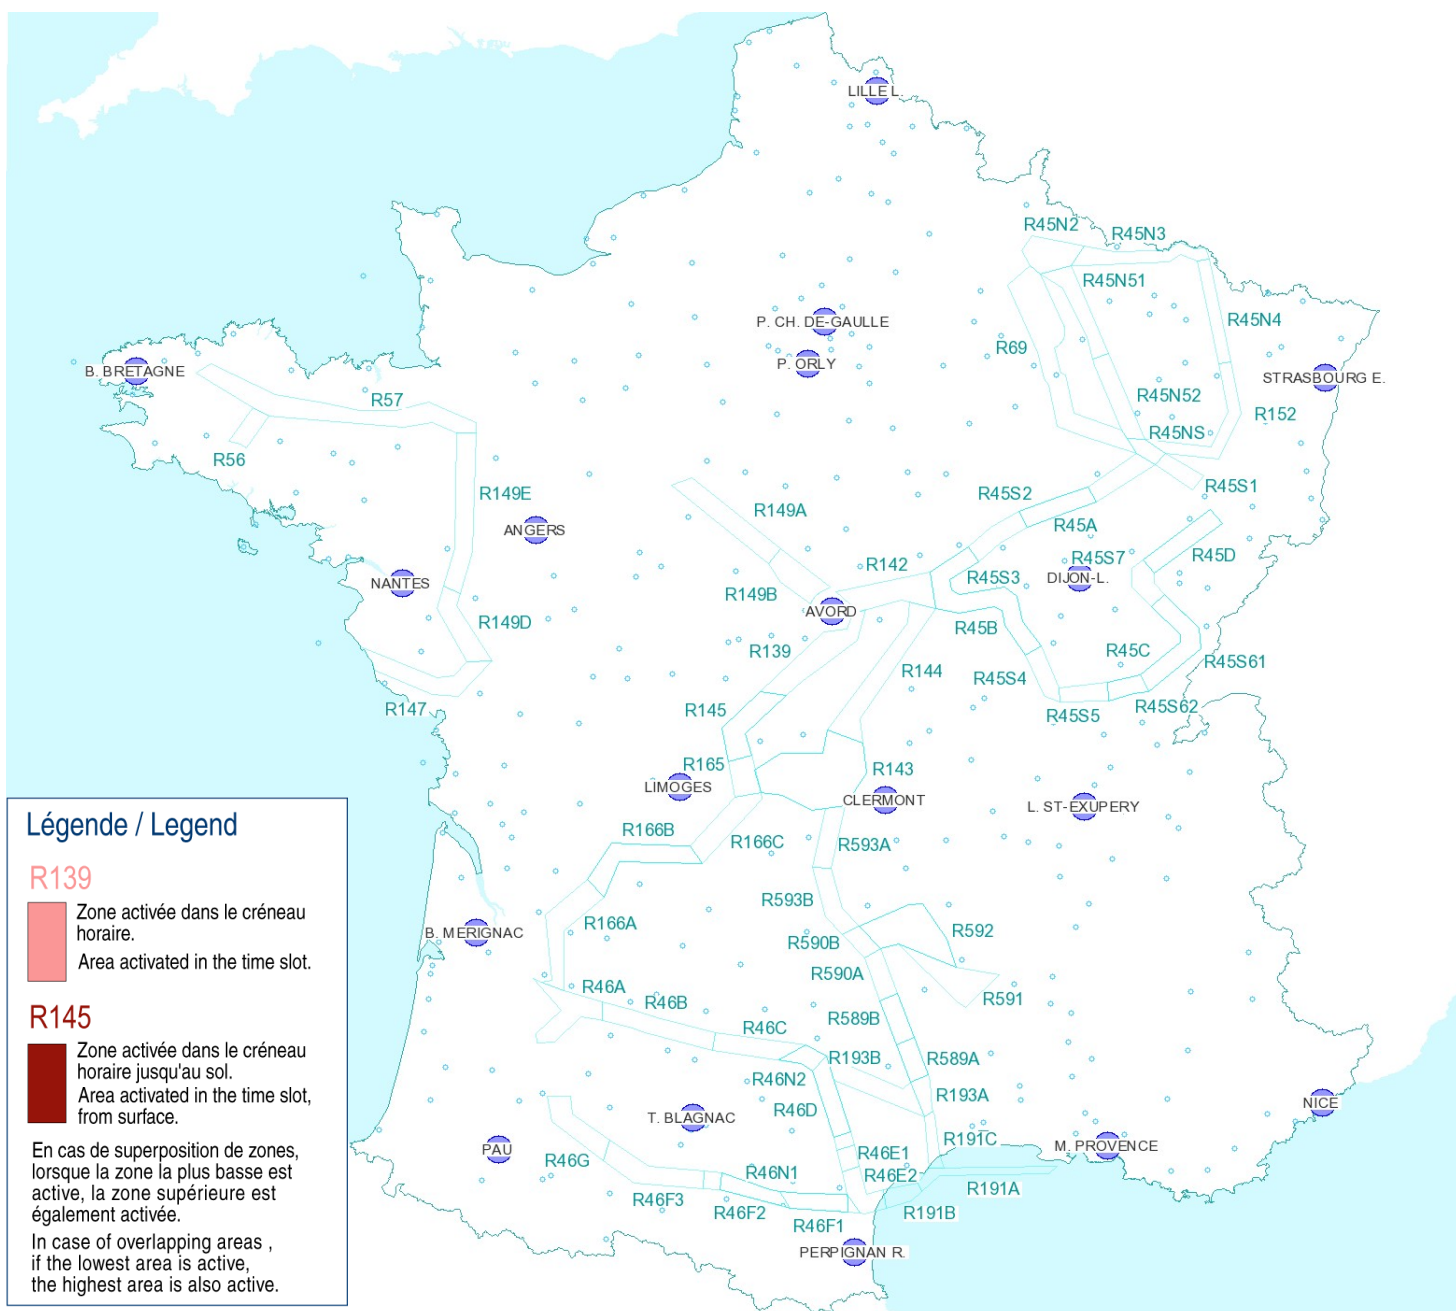 LILLE L.
R45N2
R45N3
R45N51
P. CH. DE-GAULLE
R45N4
R69
P. ORLY
B. BRETAGNE
STRASBOURG E.
R57
R45N52
R152
R45NS
R56
R149E
R45S2
R45S1
R149A
R45A
ANGERS
R45S7
R45D
R142
R45S3
DIJON-L.
NANTES
R149B
AVORD
R149D
R45B
R139
R45C
R45S61
R144
R45S4
R147
R145
R45S5
R45S62
R165
R143
LIMOGES
CLERMONT
L. ST-EXUPERY
R166B
R166C
R593A
R593B
R166A
B. MERIGNAC
R590B
R592
R590A
R46A
R46B
R591
R46C
R589B
R193B
R589A
R46N2
R193A
R46D
T. BLAGNAC
NICE
R191C
M. PROVENCE
PAU
R46E1
R46G
R46N1
R46E2
R46F3
R191A
R46F2
R191B
R46F1
PERPIGNAN R.
Légende / Legend
R139
Zone activée dans le créneau
horaire.
Area activated in the time slot.
R145
Zone activée dans le créneau
horaire jusqu'au sol.
Area activated in the time slot,
from surface.
En cas de superposition de zones,
lorsque la zone la plus basse est
active, la zone supérieure est
également activée.
In case of overlapping areas ,
if the lowest area is active,
the highest area is also active.